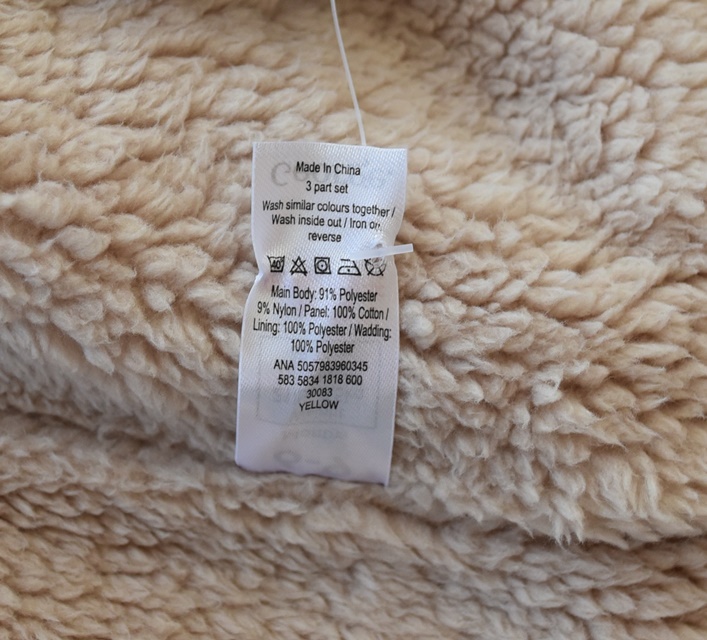 Made In China
3 part set
Wash similar colours together /
Wash inside out / Iron on
reverse
40
Main Body: 91% Polyester
9% Nylon / Panel: 100% Cotton /
Lining: 100% Polyester / Wadding:
100% Polyester
ANA 5057983960345
583 5834 1818 600
30083
YELLOW